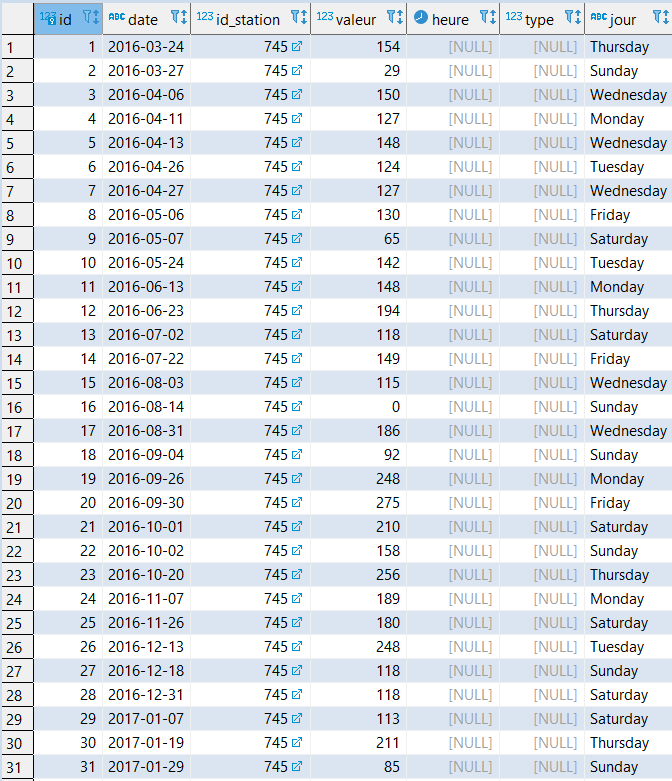 123 id ABC date 123 id_station 123 valeur heure 123 type ABC jour
1 1 2016-03-24 745 154 [NULL] [NULL] Thursday
2 2 2016-03-27 745 29 [NULL] [NULL] Sunday
3 3 2016-04-06 745 150 [NULL] [NULL] Wednesday
4 4 2016-04-11 745 127 [NULL] [NULL] Monday
5 5 2016-04-13 745 148 [NULL] [NULL] Wednesday
6 6 2016-04-26 745 124 [NULL] [NULL] Tuesday
7 7 2016-04-27 745 127 [NULL] [NULL] Wednesday
8 8 2016-05-06 745 130 [NULL] [NULL] Friday
9 9 2016-05-07 745 65 [NULL] [NULL] Saturday
10 10 2016-05-24 745 142 [NULL] [NULL] Tuesday
11 11 2016-06-13 745 148 [NULL] [NULL] Monday
12 12 2016-06-23 745 194 [NULL] [NULL] Thursday
13 13 2016-07-02 745 118 [NULL] [NULL] Saturday
14 14 2016-07-22 745 149 [NULL] [NULL] Friday
15 15 2016-08-03 745 115 [NULL] [NULL] Wednesday
16 16 2016-08-14 745 0 [NULL] [NULL] Sunday
17 17 2016-08-31 745 186 [NULL] [NULL] Wednesday
18 18 2016-09-04 745 92 [NULL] [NULL] Sunday
19 19 2016-09-26 745 248 [NULL] [NULL] Monday
20 20 2016-09-30 745 275 [NULL] [NULL] Friday
21 21 2016-10-01 745 210 [NULL] [NULL] Saturday
22 22 2016-10-02 745 158 [NULL] [NULL] Sunday
23 23 2016-10-20 745 256 [NULL] [NULL] Thursday
24 24 2016-11-07 745 189 [NULL] [NULL] Monday
25 25 2016-11-26 745 180 [NULL] [NULL] Saturday
26 26 2016-12-13 745 248 [NULL] [NULL] Tuesday
27 27 2016-12-18 745 118 [NULL] [NULL] Sunday
28 28 2016-12-31 745 118 [NULL] [NULL] Saturday
29 29 2017-01-07 745 113 [NULL] [NULL] Saturday
30 30 2017-01-19 745 211 [NULL] [NULL] Thursday
31 31 2017-01-29 745 85 [NULL] [NULL] Sunday